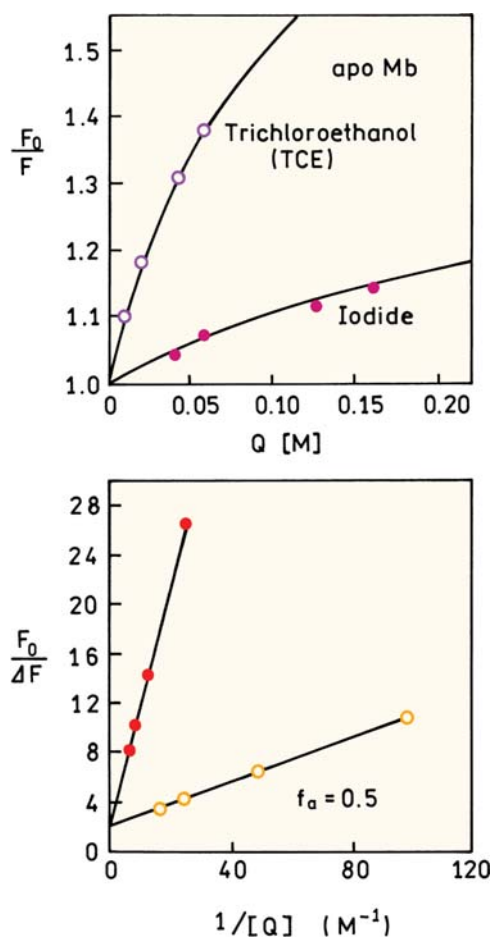 1.5
apo Mb
1.4
F₀
F
Trichloroethanol
(TCE)
1.3
1.2
1.1
Iodide
1.0
0 0.05 0.10 0.15 0.20
Q [M]
28
24
20
F₀
ΔF
16
12
8
fₐ = 0.5
4
0
0 40 80 120
1/[Q] (M⁻¹)